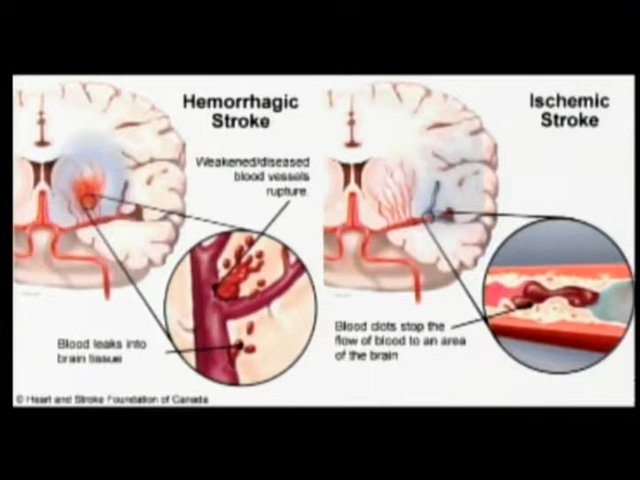 Hemorrhagic
Stroke
Weakened/diseased
blood vessels
rupture.
Blood leaks into
brain tissue
Ischemic
Stroke
Blood clots stop the
flow of blood to an area
of the brain
© Heart and Stroke Foundation of Canada